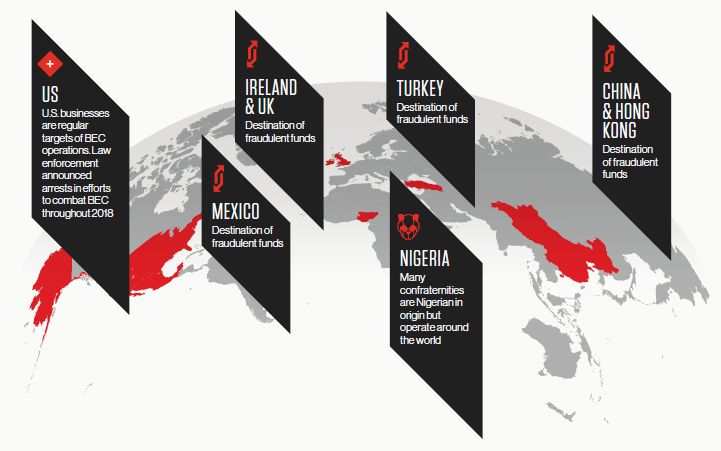 US
U.S. businesses
are regular
targets of BEC
operations. Law
enforcement
announced
arrests in efforts
to combat BEC
throughout 2018
IRELAND
& UK
Destination of
fraudulent funds
MEXICO
Destination of
fraudulent funds
TURKEY
Destination of
fraudulent funds
NIGERIA
Many
confraternities
are Nigerian in
origin but
operate around
the world
CHINA
& HONG
KONG
Destination
of fraudulent
funds